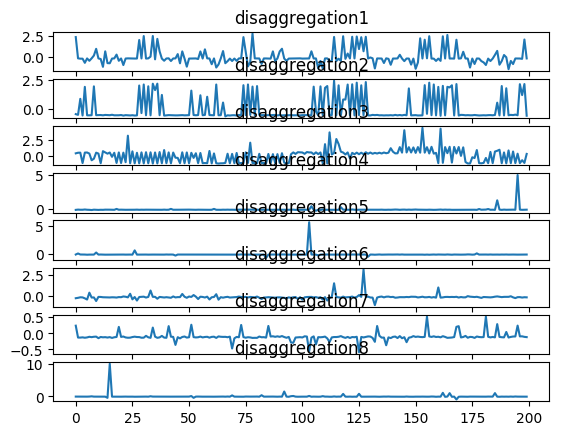 disaggregation1
2.5
0.0
disaggregation2
2.5
0.0
disaggregation3
2.5
0.0
disaggregation4
5
0
disaggregation5
5
0
disaggregation6
2.5
0.0
disaggregation7
0.5
0.0
−0.5
disaggregation8
10
0
0 25 50 75 100 125 150 175 200